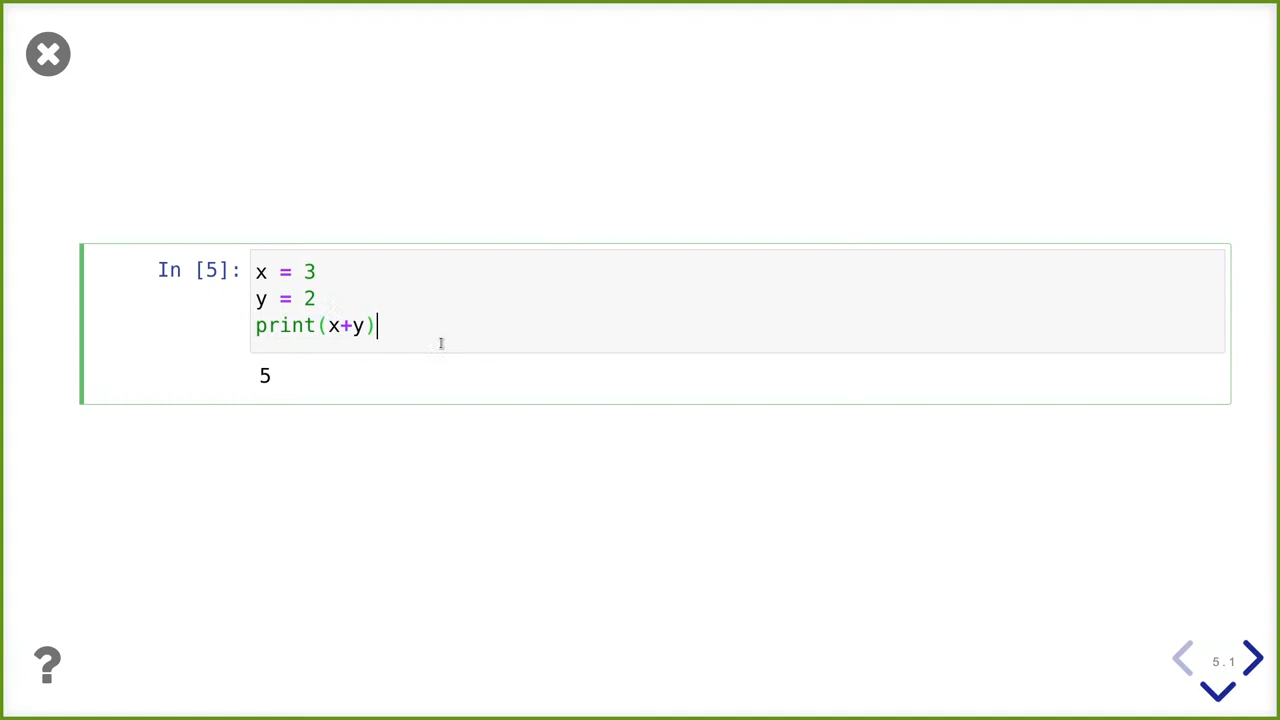 In [5]:
x = 3
y = 2
print(x+y)
5
?
5.1